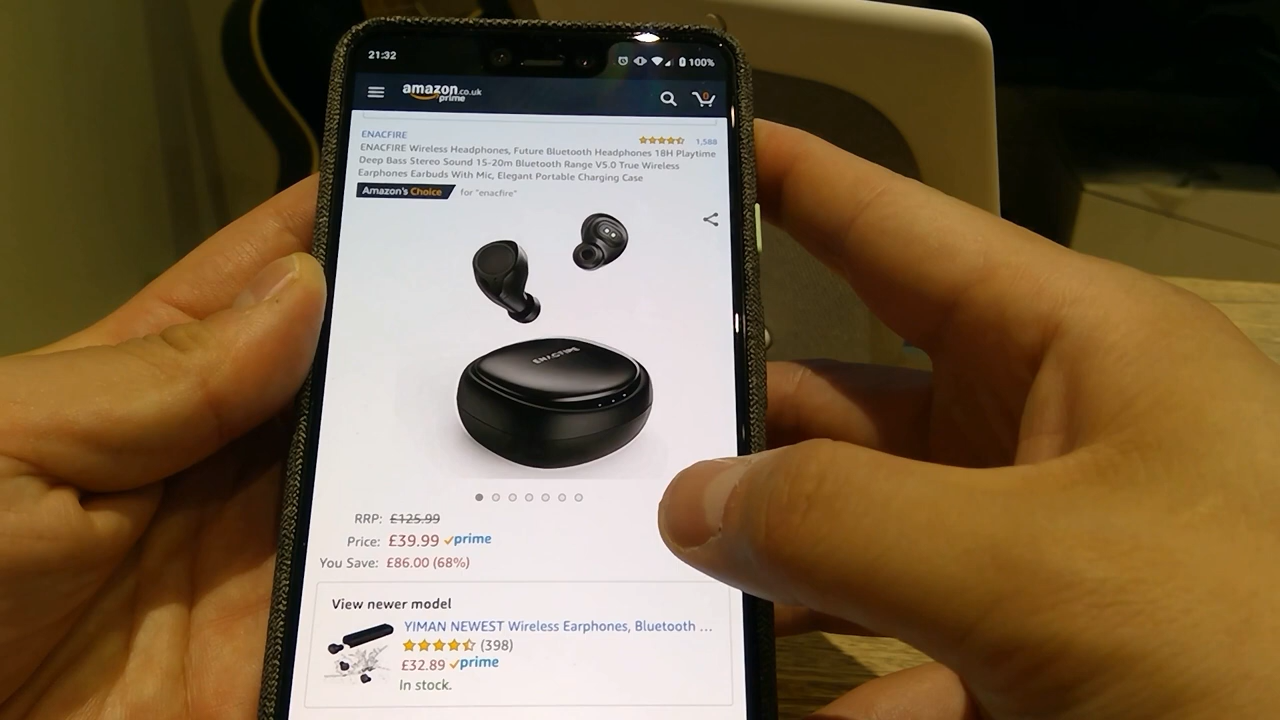 21:32
100%
amazon.co.uk
prime
0
ENACFIRE
1,588
ENACFIRE Wireless Headphones, Future Bluetooth Headphones 18H Playtime
Deep Bass Stereo Sound 15-20m Bluetooth Range V5.0 True Wireless
Earphones Earbuds With Mic, Elegant Portable Charging Case
Amazon's Choice for "enacfire"
ENACFIRE
RRP: £125.99
Price: £39.99 prime
You Save: £86.00 (68%)
View newer model
YIMAN NEWEST Wireless Earphones, Bluetooth ...
(398)
£32.89 prime
In stock.